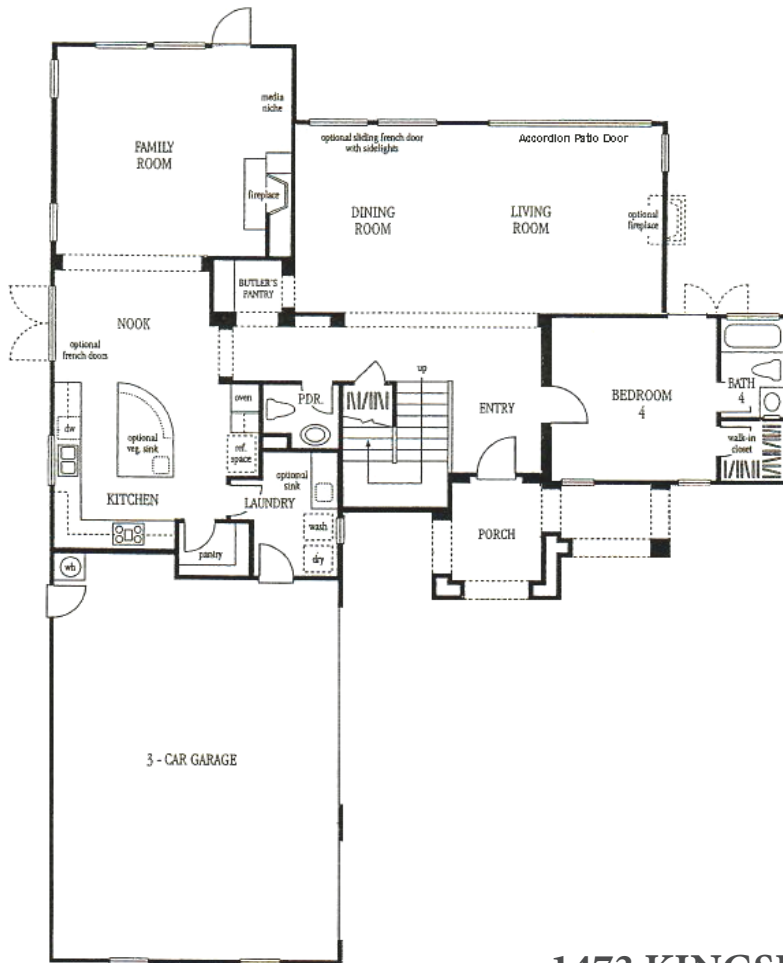 media
niche
FAMILY
ROOM
optional sliding french door
with sidelights
Accordion Patio Door
fireplace
DINING
ROOM
LIVING
ROOM
optional
fireplace
BUTLER'S
PANTRY
NOOK
optional
french doors
up
oven
PDR.
ENTRY
BEDROOM
4
BATH
4
dw
optional
veg. sink
ref.
space
walk-in
closet
optional
sink
KITCHEN
LAUNDRY
wash
PORCH
pantry
dry
wh
3 - CAR GARAGE